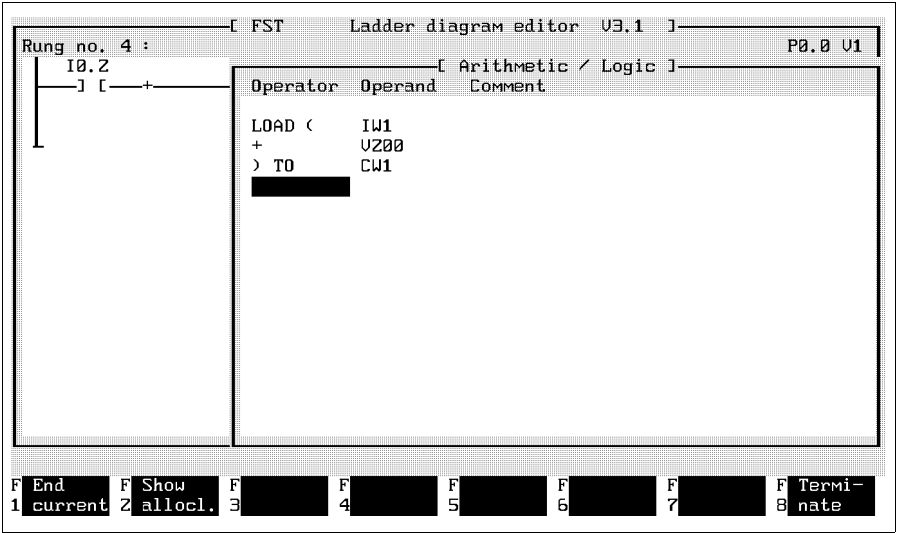 [ FST Ladder diagram editor V3.1 ]
Rung no. 4 : P0.0 V1
I0.2 [ Arithmetic / Logic ]
] [ + Operator Operand Comment
LOAD ( IW1
+ V200
) TO CW1
F1 End current F2 Show allocl. F3 F4 F5 F6 F7 F8 Termi-nate